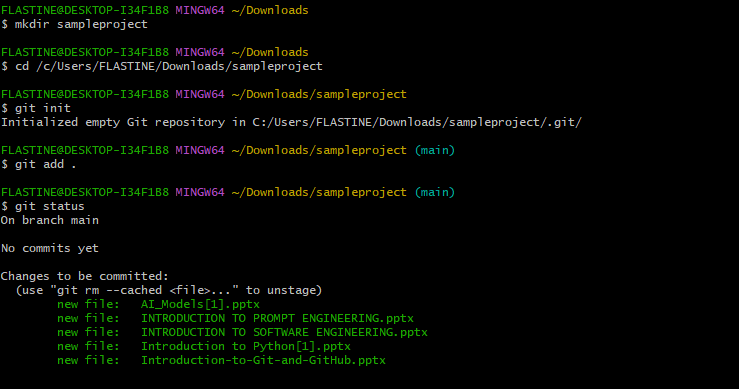 FLASTINE@DESKTOP-I34F1B8 MINGW64 ~/Downloads
$ mkdir sampleproject
FLASTINE@DESKTOP-I34F1B8 MINGW64 ~/Downloads
$ cd /c/Users/FLASTINE/Downloads/sampleproject
FLASTINE@DESKTOP-I34F1B8 MINGW64 ~/Downloads/sampleproject
$ git init
Initialized empty Git repository in C:/Users/FLASTINE/Downloads/sampleproject/.git/
FLASTINE@DESKTOP-I34F1B8 MINGW64 ~/Downloads/sampleproject (main)
$ git add .
FLASTINE@DESKTOP-I34F1B8 MINGW64 ~/Downloads/sampleproject (main)
$ git status
On branch main
No commits yet
Changes to be committed:
  (use "git rm --cached <file>..." to unstage)
        new file:   AI_Models[1].pptx
        new file:   INTRODUCTION TO PROMPT ENGINEERING.pptx
        new file:   INTRODUCTION TO SOFTWARE ENGINEERING.pptx
        new file:   Introduction to Python[1].pptx
        new file:   Introduction-to-Git-and-GitHub.pptx